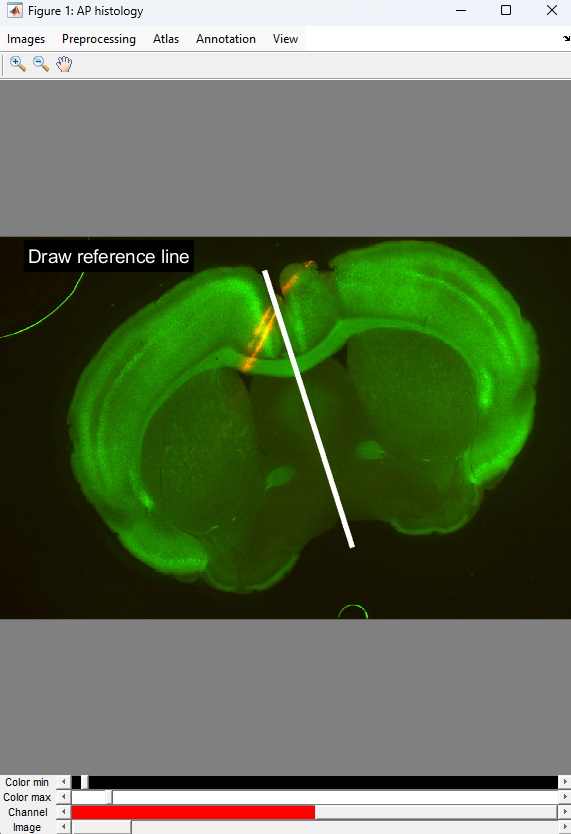 Figure 1: AP histology
Images Preprocessing Atlas Annotation View
Draw reference line
Color min
Color max
Channel
Image